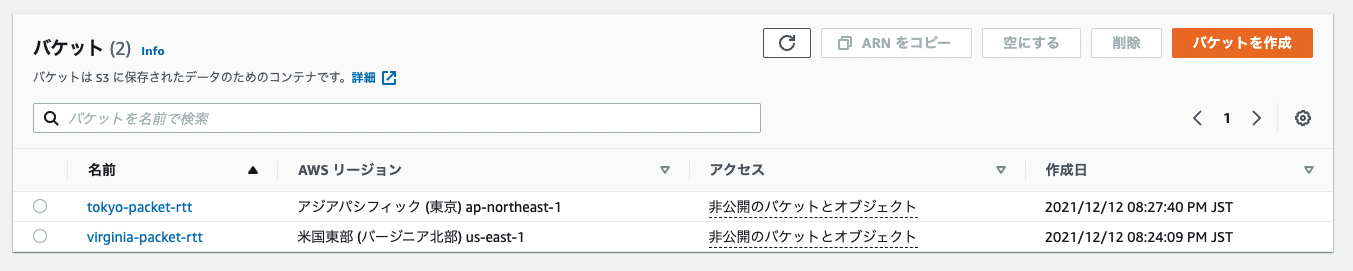 バケット (2) Info
ARN をコピー 空にする 削除 バケットを作成
バケットは S3 に保存されたデータのためのコンテナです。詳細
バケットを名前で検索
1
名前 AWS リージョン アクセス 作成日
tokyo-packet-rtt アジアパシフィック (東京) ap-northeast-1 非公開のバケットとオブジェクト 2021/12/12 08:27:40 PM JST
virginia-packet-rtt 米国東部 (バージニア北部) us-east-1 非公開のバケットとオブジェクト 2021/12/12 08:24:09 PM JST